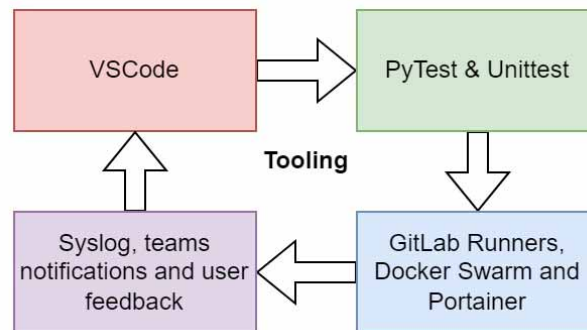 VSCode
PyTest & Unittest
Tooling
Syslog, teams
notifications and user
feedback
GitLab Runners,
Docker Swarm and
Portainer